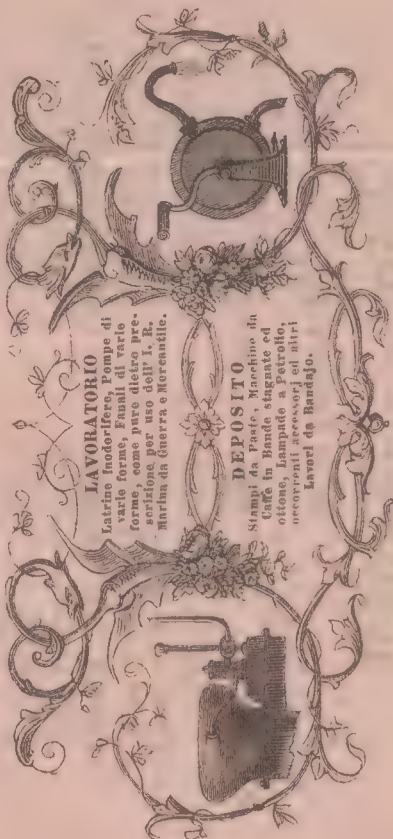 LAVORATORIO
Latrine Inodorifere, Pompe di
varie forme, Fanali di varie
forme, come pure dietro pre-
scrizione per uso dell' I. R.
Marina da Guerra e Mercantile.
DEPOSITO
Stampi da Paste, Macchine da
Caffe in Bande stagnate ed
ottone, Lampade a Petrolio,
occorrenti accessorj ed altri
Lavori da Bandajo.